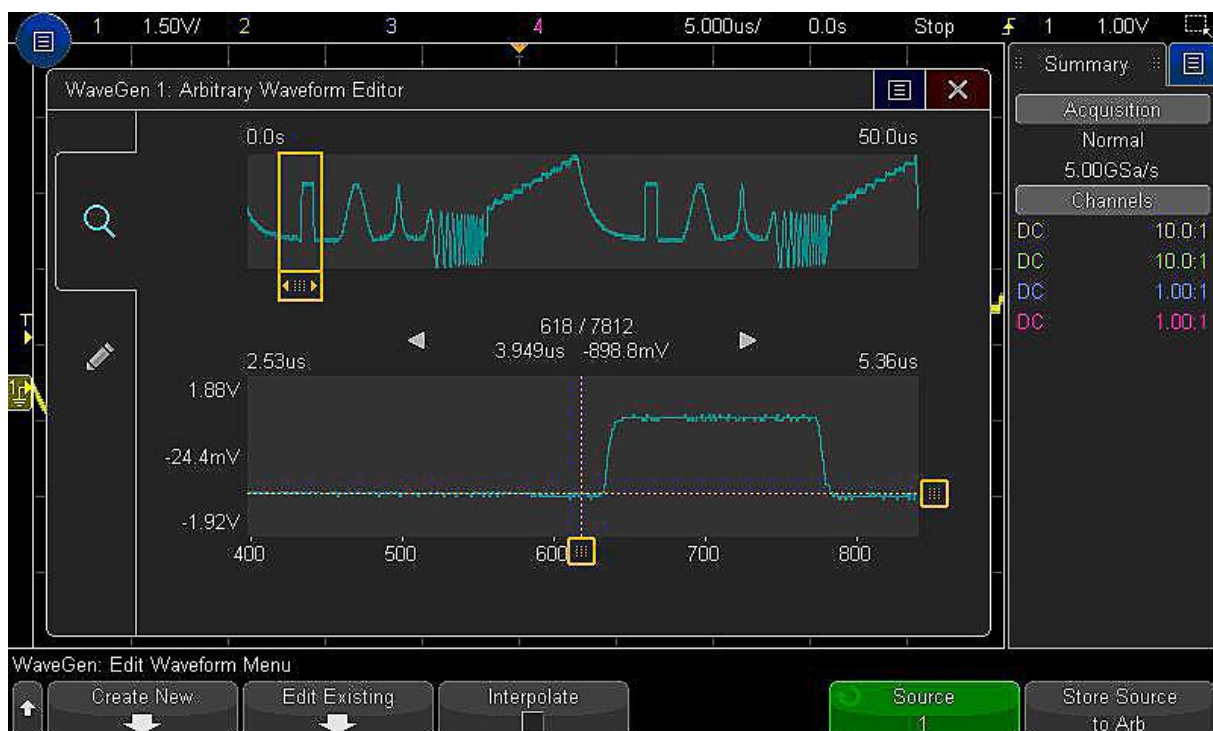 1 1.50V/ 2 3 4 5.000us/ 0.0s Stop 1 1.00V
Summary
WaveGen 1: Arbitrary Waveform Editor
Acquisition
Normal
5.00GSa/s
Channels
DC 10.0:1
DC 10.0:1
DC 1.00:1
DC 1.00:1
0.0s 50.0us
618 / 7812
3.949us -898.8mV
2.53us 5.36us
1.88V
-24.4mV
-1.92V
400 500 600 700 800
T
1
WaveGen: Edit Waveform Menu
Create New
Edit Existing
Interpolate
Source
1
Store Source
to Arb